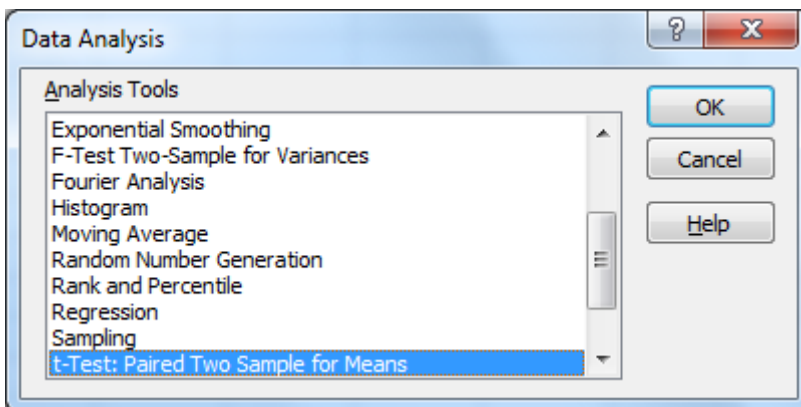 Data Analysis
?
X
Analysis Tools
Exponential Smoothing
F-Test Two-Sample for Variances
Fourier Analysis
Histogram
Moving Average
Random Number Generation
Rank and Percentile
Regression
Sampling
t-Test: Paired Two Sample for Means
OK
Cancel
Help